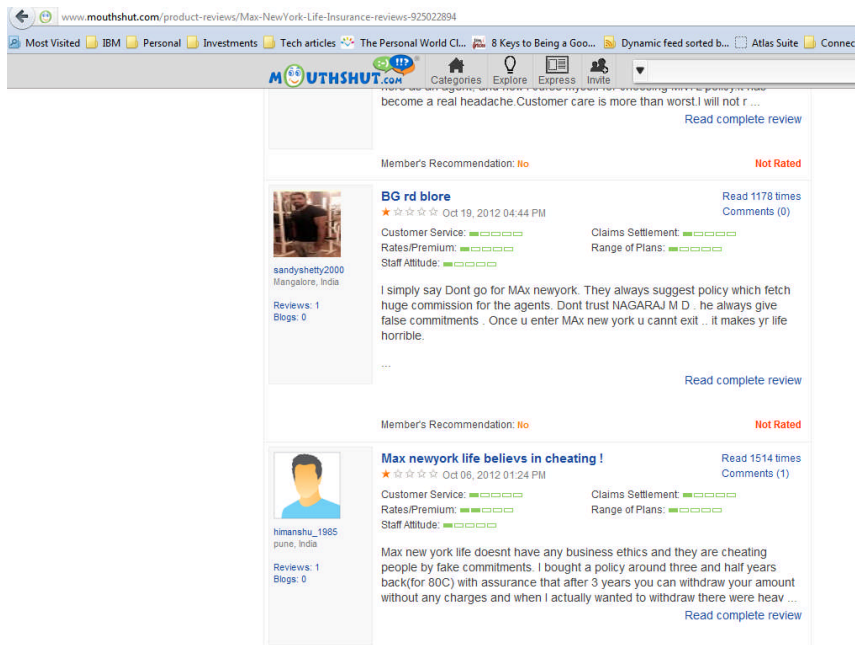 www.mouthshut.com/product-reviews/Max-NewYork-Life-Insurance-reviews-925022894
Most Visited IBM Personal Investments Tech articles The Personal World Cl... 8 Keys to Being a Goo... Dynamic feed sorted b... Atlas Suite Connec
MOUTHSHUT.COM Categories Explore Express Invite
become a real headache.Customer care is more than worst.I will not r ...
Read complete review
Member's Recommendation: No Not Rated
BG rd blore Read 1178 times
Oct 19, 2012 04:44 PM Comments (0)
Customer Service: Claims Settlement:
Rates/Premium: Range of Plans:
Staff Attitude:
sandyshetty2000
Mangalore, India
Reviews: 1
Blogs: 0
I simply say Dont go for MAx newyork. They always suggest policy which fetch
huge commission for the agents. Dont trust NAGARAJ M D . he always give
false commitments . Once u enter MAx new york u cannt exit .. it makes yr life
horrible.
...
Read complete review
Member's Recommendation: No Not Rated
Max newyork life believs in cheating ! Read 1514 times
Oct 06, 2012 01:24 PM Comments (1)
Customer Service: Claims Settlement:
Rates/Premium: Range of Plans:
Staff Attitude:
himanshu_1985
pune, India
Reviews: 1
Blogs: 0
Max new york life doesnt have any business ethics and they are cheating
people by fake commitments. I bought a policy around three and half years
back(for 80C) with assurance that after 3 years you can withdraw your amount
without any charges and when I actually wanted to withdraw there were heav ...
Read complete review